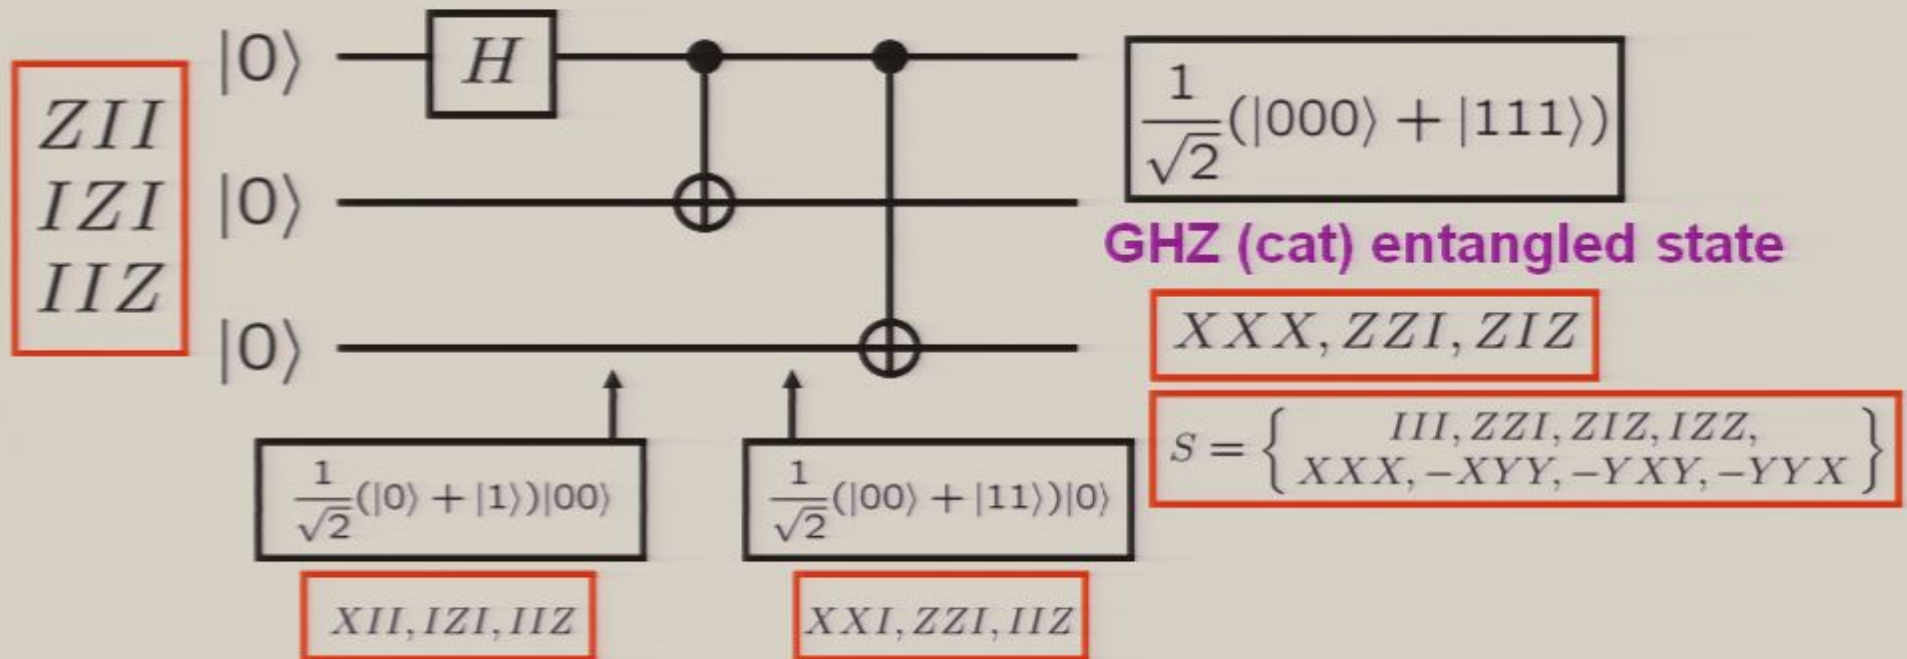 ZII
IZI
IIZ
|0⟩
H
|0⟩
|0⟩
1/√2(|000⟩ + |111⟩)
GHZ (cat) entangled state
XXX, ZZI, ZIZ
S = { III, ZZI, ZIZ, IZZ,
XXX, −XYY, −YXY, −YYX }
1/√2(|0⟩ + |1⟩)|00⟩
1/√2(|00⟩ + |11⟩)|0⟩
XII, IZI, IIZ
XXI, ZZI, IIZ